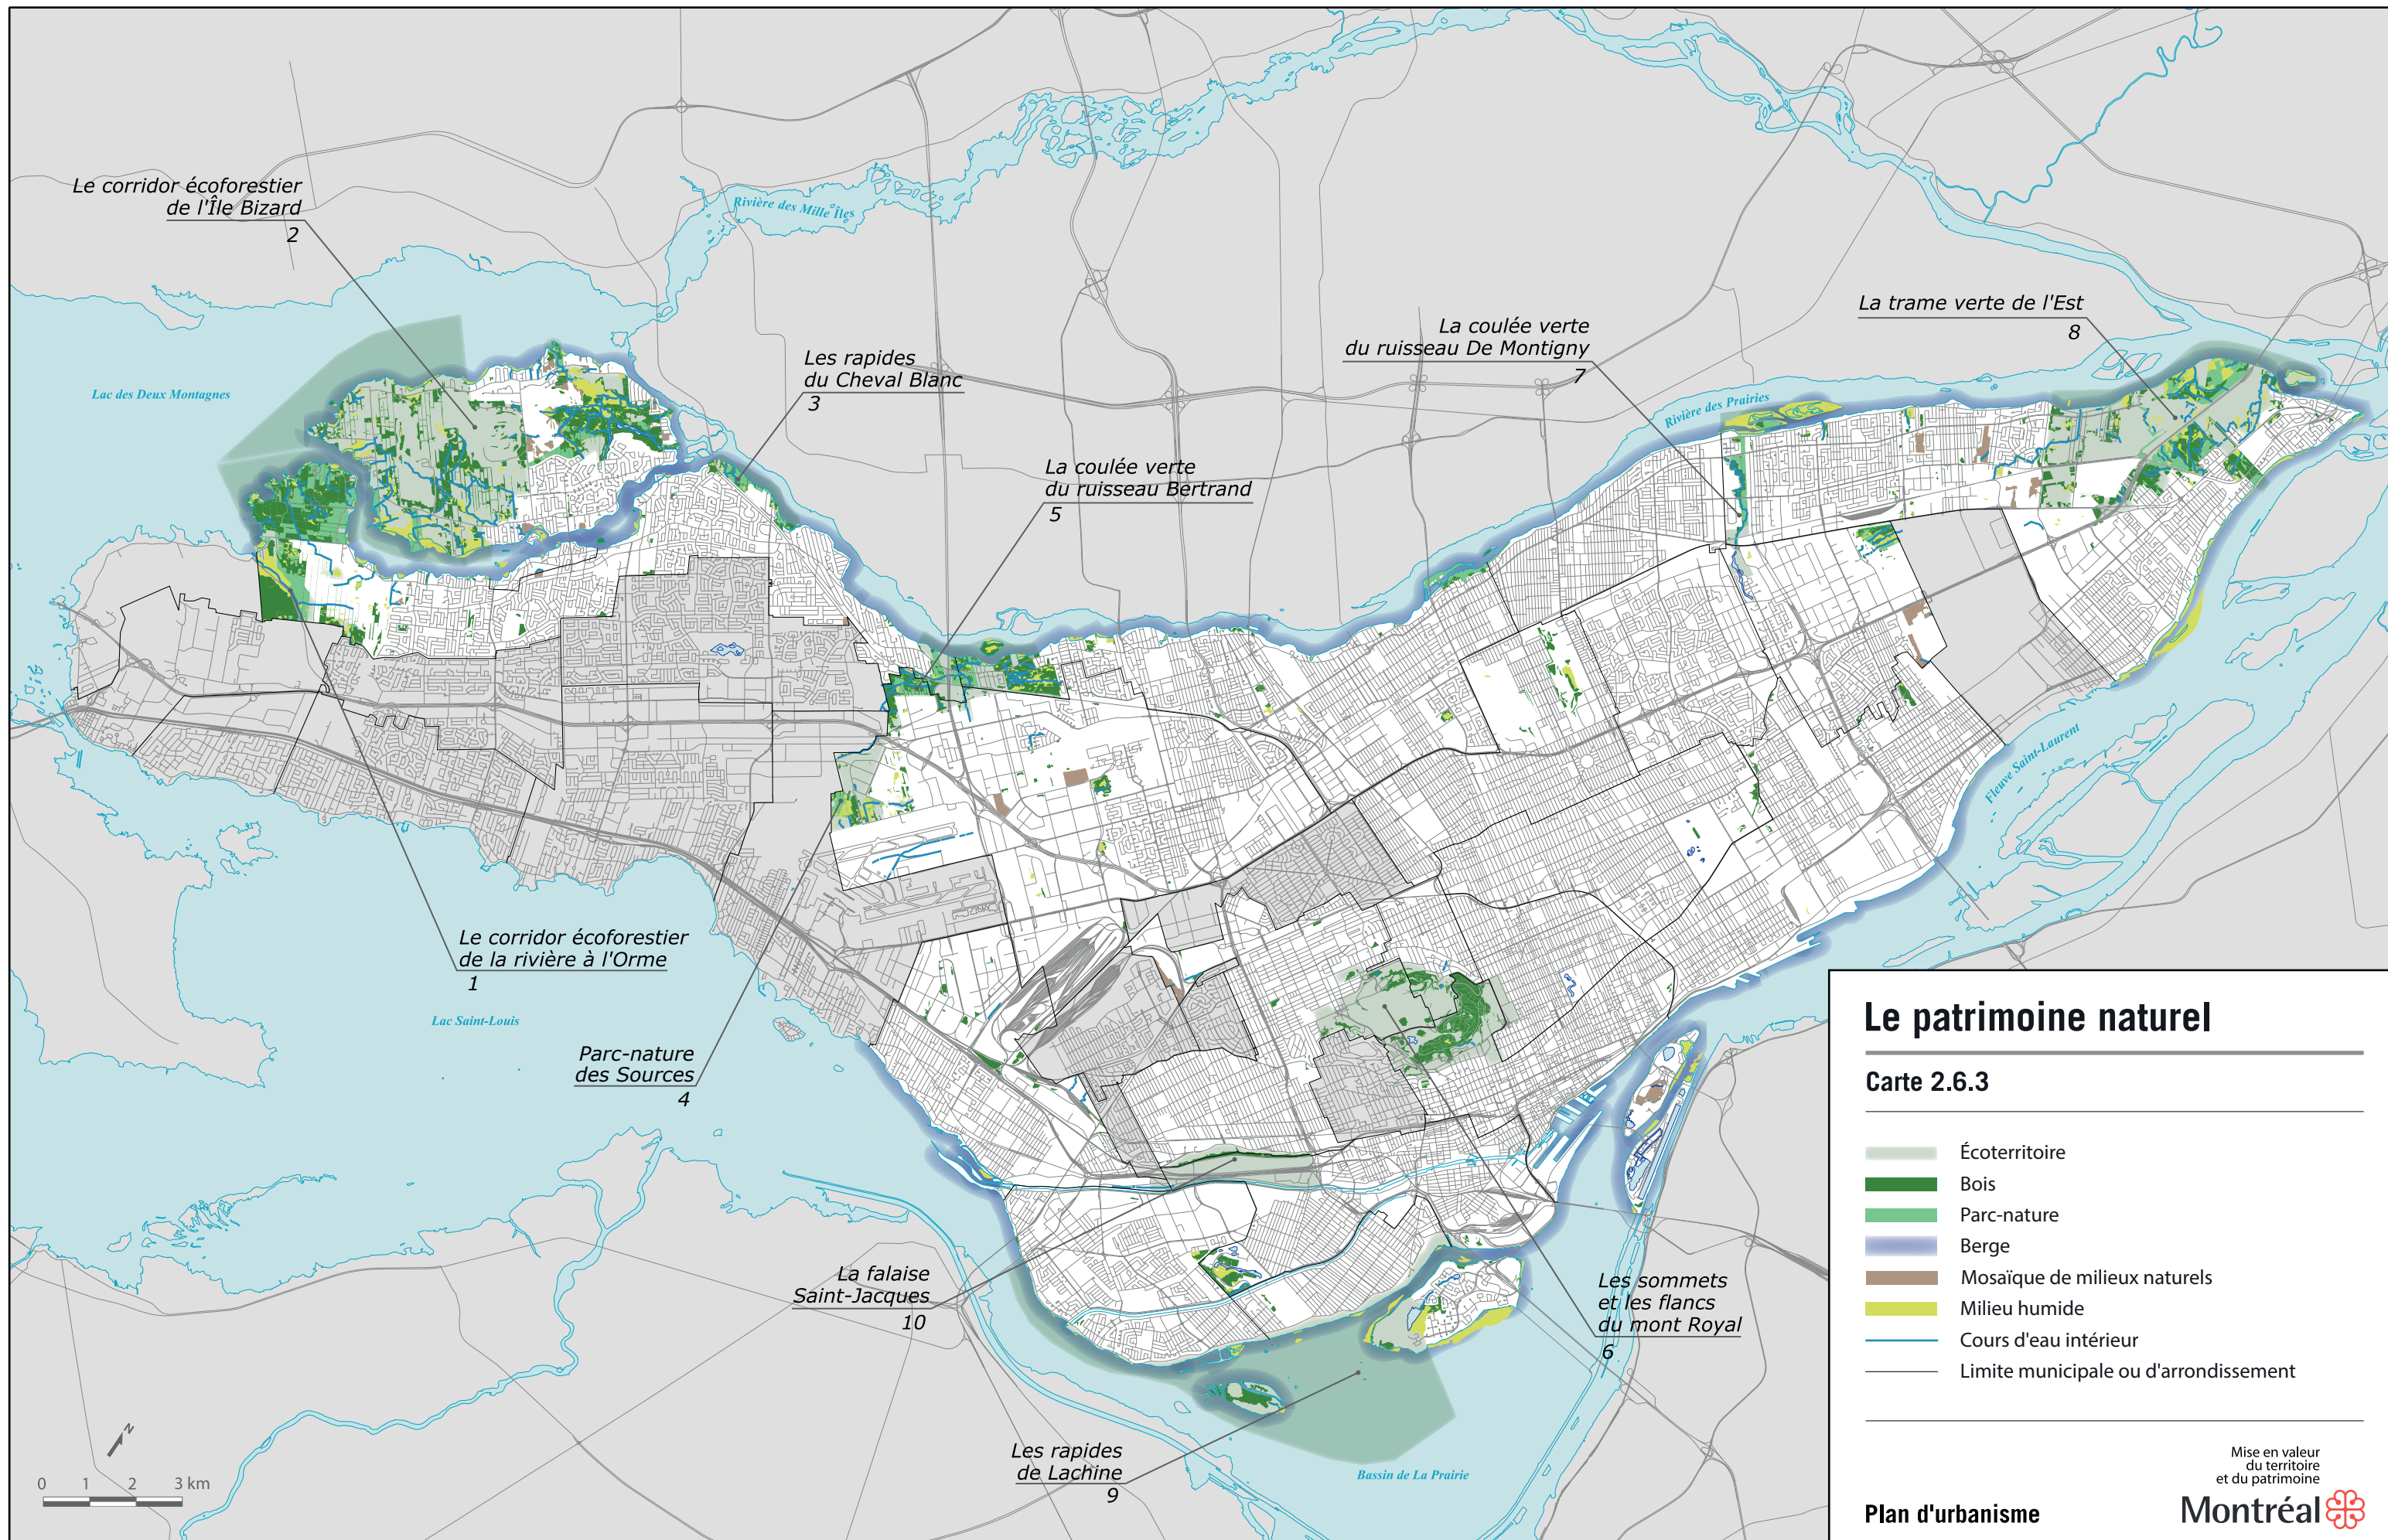 Le corridor écoforestier
de l'Île Bizard
2
Rivière des Mille Îles
Lac des Deux Montagnes
Les rapides
du Cheval Blanc
3
La coulée verte
du ruisseau Bertrand
5
La coulée verte
du ruisseau De Montigny
7
La trame verte de l'Est
8
Rivière des Prairies
Fleuve Saint-Laurent
Le corridor écoforestier
de la rivière à l'Orme
1
Lac Saint-Louis
Parc-nature
des Sources
4
La falaise
Saint-Jacques
10
Les sommets
et les flancs
du mont Royal
6
Les rapides
de Lachine
9
Bassin de La Prairie
N
0 1 2 3 km
Le patrimoine naturel
Carte 2.6.3
Écoterritoire
Bois
Parc-nature
Berge
Mosaïque de milieux naturels
Milieu humide
Cours d'eau intérieur
Limite municipale ou d'arrondissement
Mise en valeur
du territoire
et du patrimoine
Plan d'urbanisme
Montréal